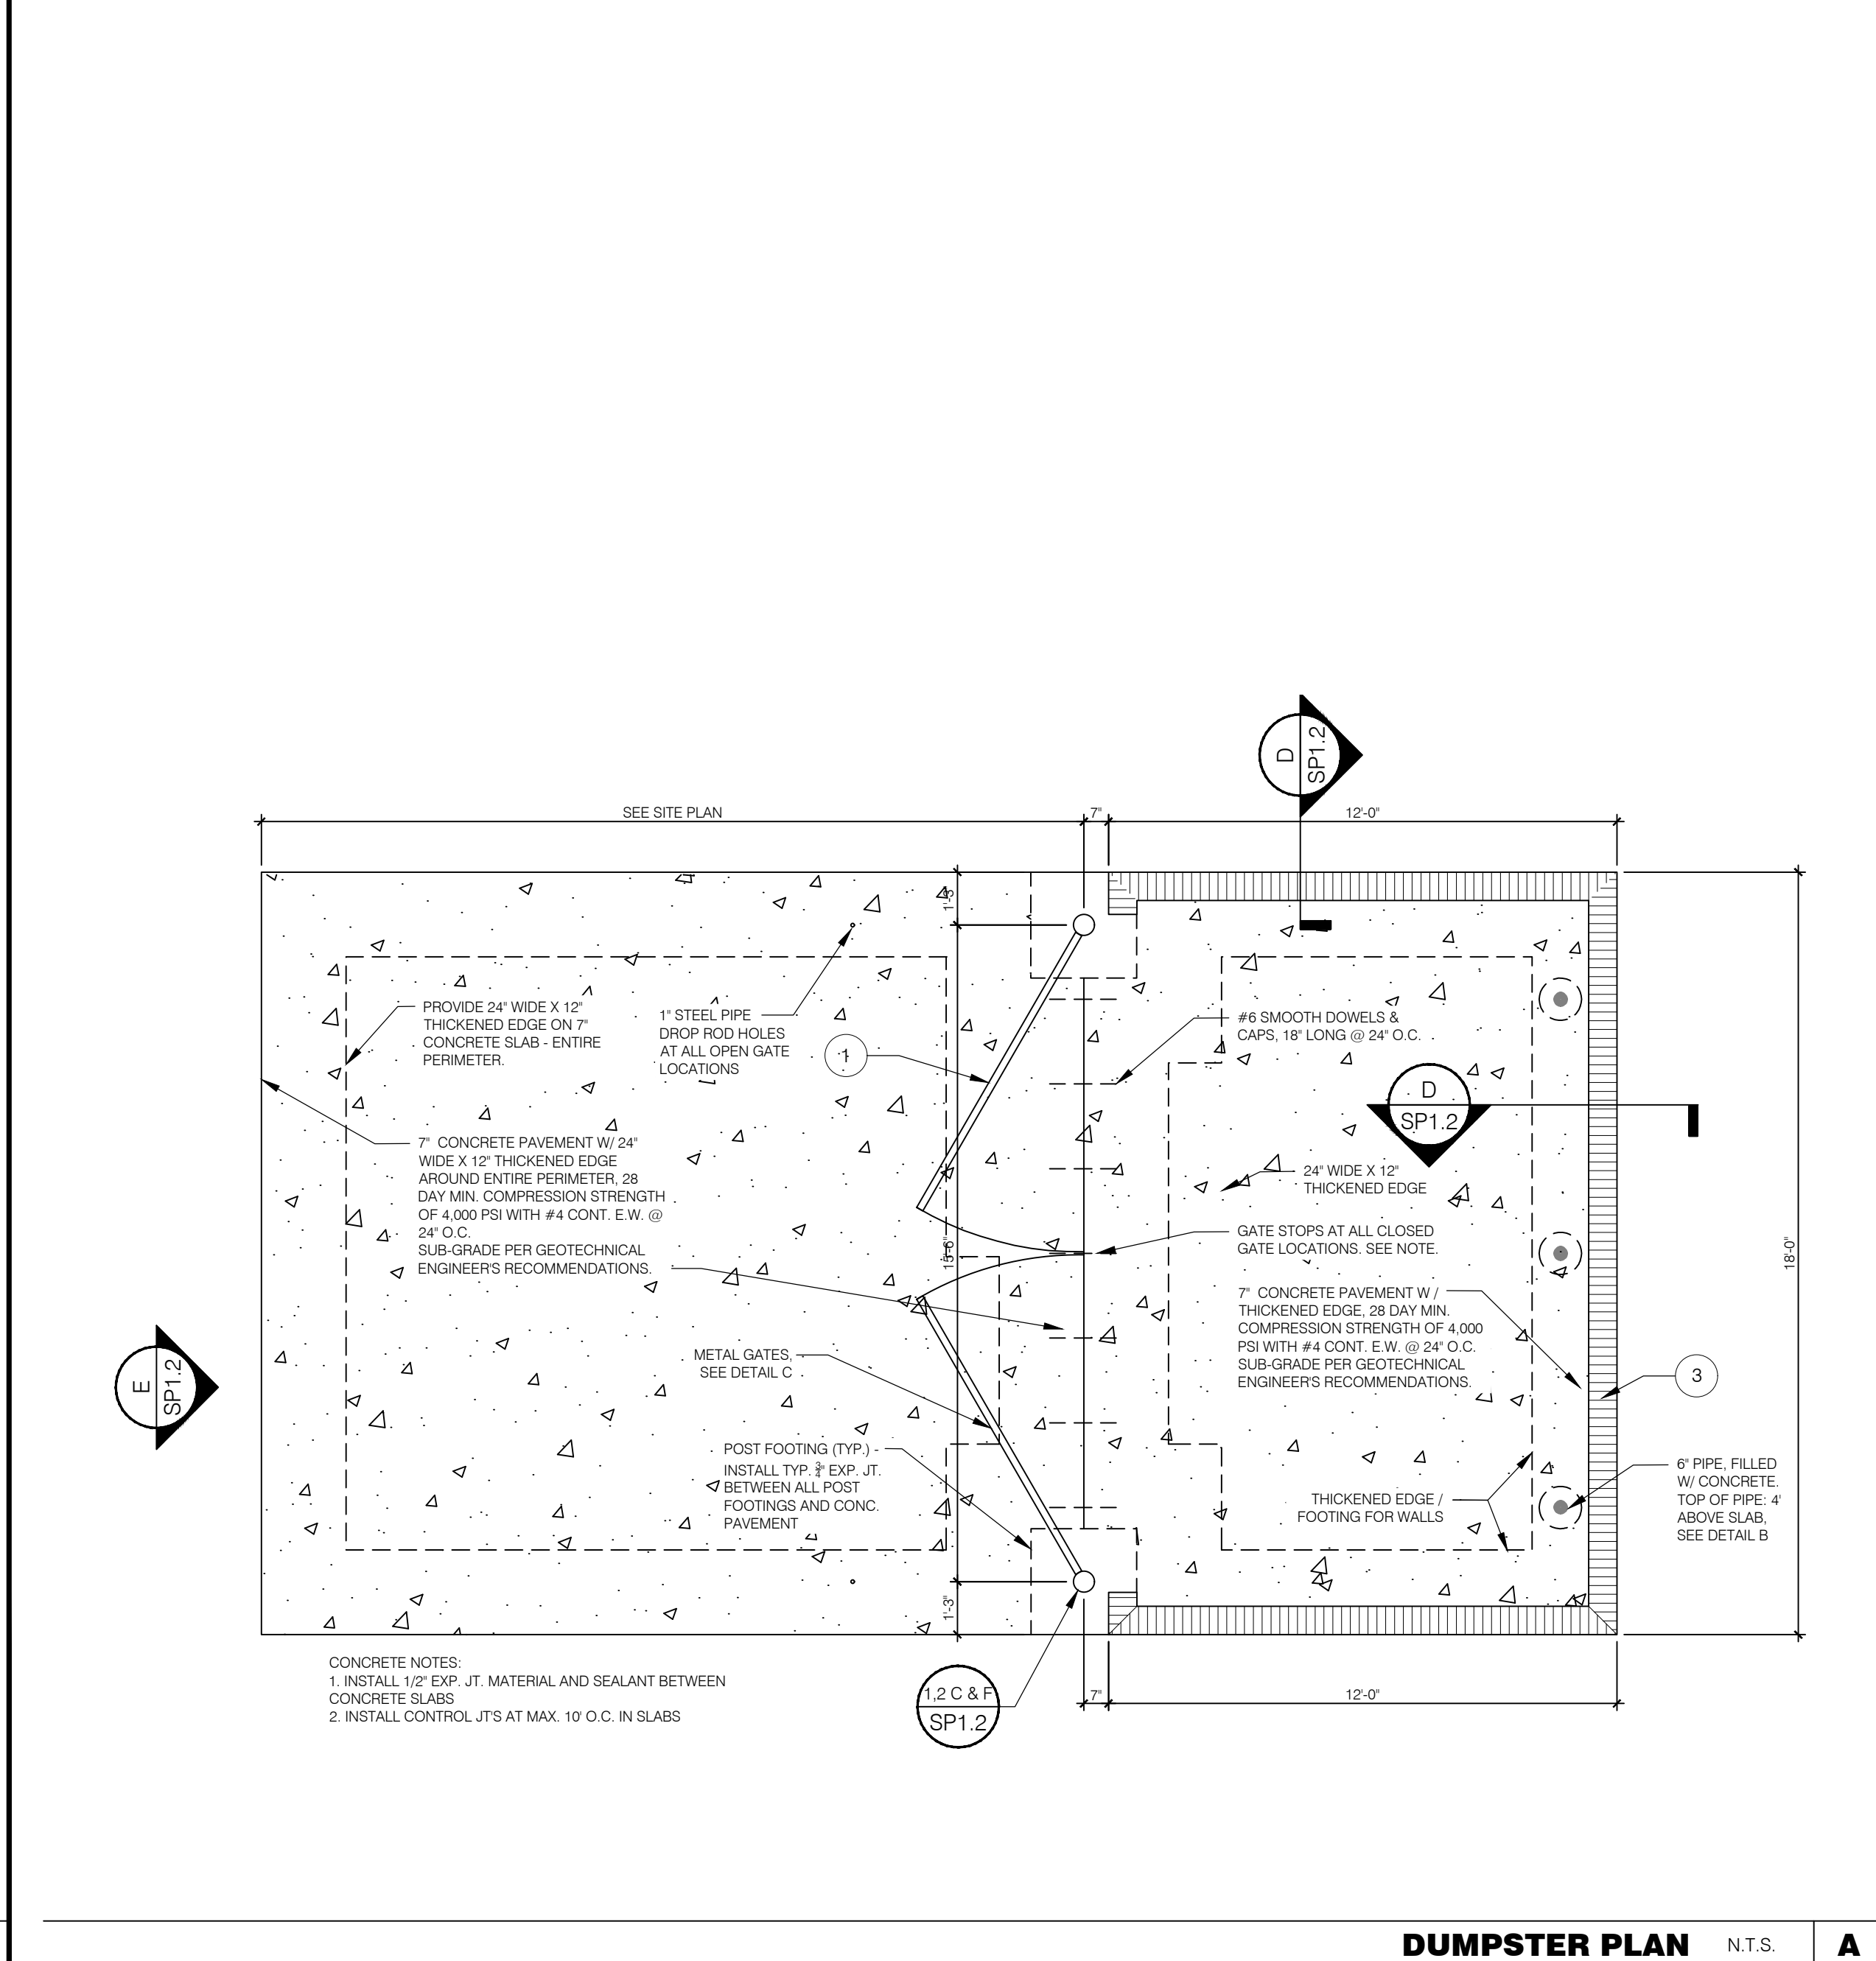 D
SP1.2
SEE SITE PLAN
7"
12'-0"
1'-3"
PROVIDE 24" WIDE X 12"
THICKENED EDGE ON 7"
CONCRETE SLAB - ENTIRE
PERIMETER.
1" STEEL PIPE
DROP ROD HOLES
AT ALL OPEN GATE
LOCATIONS
1
#6 SMOOTH DOWELS &
CAPS, 18" LONG @ 24" O.C.
D
SP1.2
7" CONCRETE PAVEMENT W/ 24"
WIDE X 12" THICKENED EDGE
AROUND ENTIRE PERIMETER, 28
DAY MIN. COMPRESSION STRENGTH
OF 4,000 PSI WITH #4 CONT. E.W. @
24" O.C.
SUB-GRADE PER GEOTECHNICAL
ENGINEER'S RECOMMENDATIONS.
24" WIDE X 12"
THICKENED EDGE
GATE STOPS AT ALL CLOSED
GATE LOCATIONS. SEE NOTE.
15'-6"
18'-0"
7" CONCRETE PAVEMENT W /
THICKENED EDGE, 28 DAY MIN.
COMPRESSION STRENGTH OF 4,000
PSI WITH #4 CONT. E.W. @ 24" O.C.
SUB-GRADE PER GEOTECHNICAL
ENGINEER'S RECOMMENDATIONS.
E
SP1.2
METAL GATES,
SEE DETAIL C
3
POST FOOTING (TYP.) -
INSTALL TYP. 3/4" EXP. JT.
BETWEEN ALL POST
FOOTINGS AND CONC.
PAVEMENT
THICKENED EDGE /
FOOTING FOR WALLS
6" PIPE, FILLED
W/ CONCRETE.
TOP OF PIPE: 4'
ABOVE SLAB,
SEE DETAIL B
1'-3"
CONCRETE NOTES:
1. INSTALL 1/2" EXP. JT. MATERIAL AND SEALANT BETWEEN
CONCRETE SLABS
2. INSTALL CONTROL JT'S AT MAX. 10' O.C. IN SLABS
1,2 C & F
SP1.2
7"
12'-0"
DUMPSTER PLAN N.T.S. A